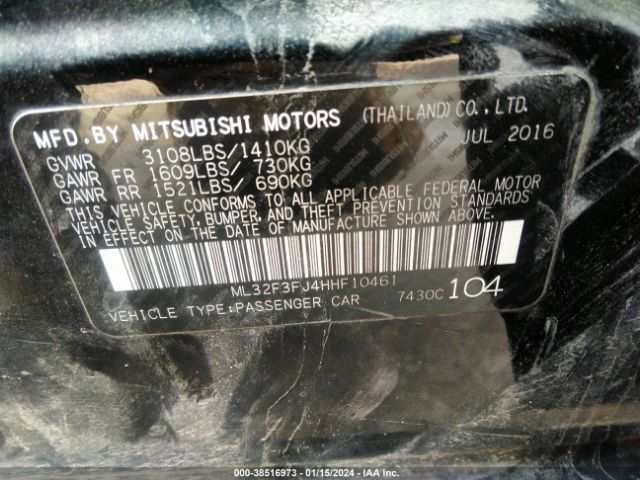 MFD.BY MITSUBISHI MOTORS (THAILAND) CO.,LTD.
JUL 2016
GVWR 3108LBS/1410KG
GAWR FR 1609LBS/ 730KG
GAWR RR 1521LBS/ 690KG
THIS VEHICLE CONFORMS TO ALL APPLICABLE FEDERAL MOTOR
VEHICLE SAFETY, BUMPER, AND THEFT PREVENTION STANDARDS
IN EFFECT ON THE DATE OF MANUFACTURE SHOWN ABOVE.
ML32F3FJ4HHF10461
VEHICLE TYPE:PASSENGER CAR 7430C 104
000-38516973 - 01/15/2024 - IAA Inc.